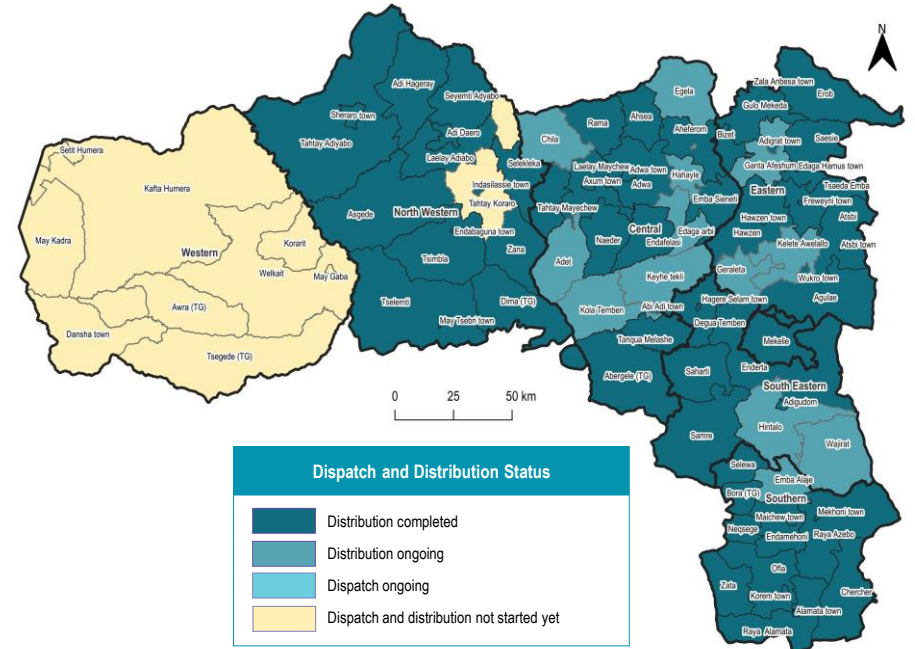 N
Zala Anbesa town
Egela
Adi Hageray
Erob
Seyemti Adyabo
Gulo Mekeda
Sheraro town
Rama
Ahsea
Adi Daero
Chila
Aheferom
Bizet
Adigrat town
Saesie
Tahtay Adiyabo
Setit Humera
Laelay Adiabo
Selekleka
Laelay Maychew
Adwa town
Hahayle
Ganta Afeshum
Edaga Hamus town
Axum town
Adwa
Kafta Humera
Indasilassie town
Eastern
Tsaeda Emba
Tahtay Koraro
Emba Sieneti
Freweyni town
Asgede
North Western
Tahtay Mayechew
Hawzen town
Atsbi
May Kadra
Endabaguna town
Central
Edaga arbi
Hawzen
Korarit
Naeder
Endafelasi
Kelete Awelallo
Atsbi town
Western
Zana
Tsimbla
Adet
Geraleta
Welkait
May Gaba
Keyhe tekli
Wukro town
Tselemti
Dima (TG)
Hagere Selam town
Agulae
Awra (TG)
Kola Temben
Abi Adi town
May Tsebri town
Degua Temben
Dansha town
Tanqua Melashe
Mekelle
Tsegede (TG)
Enderta
Abergele (TG)
Saharti
South Eastern
0 25 50 km
Adigudom
Hintalo
Samre
Wajirat
Selewa
Emba Alaje
Bora (TG)
Southern
Maichew town
Mekhoni town
Neqsege
Endamehoni
Raya Azebo
Ofla
Zata
Korem town
Chercher
Alamata town
Raya Alamata
Dispatch and Distribution Status
Distribution completed
Distribution ongoing
Dispatch ongoing
Dispatch and distribution not started yet